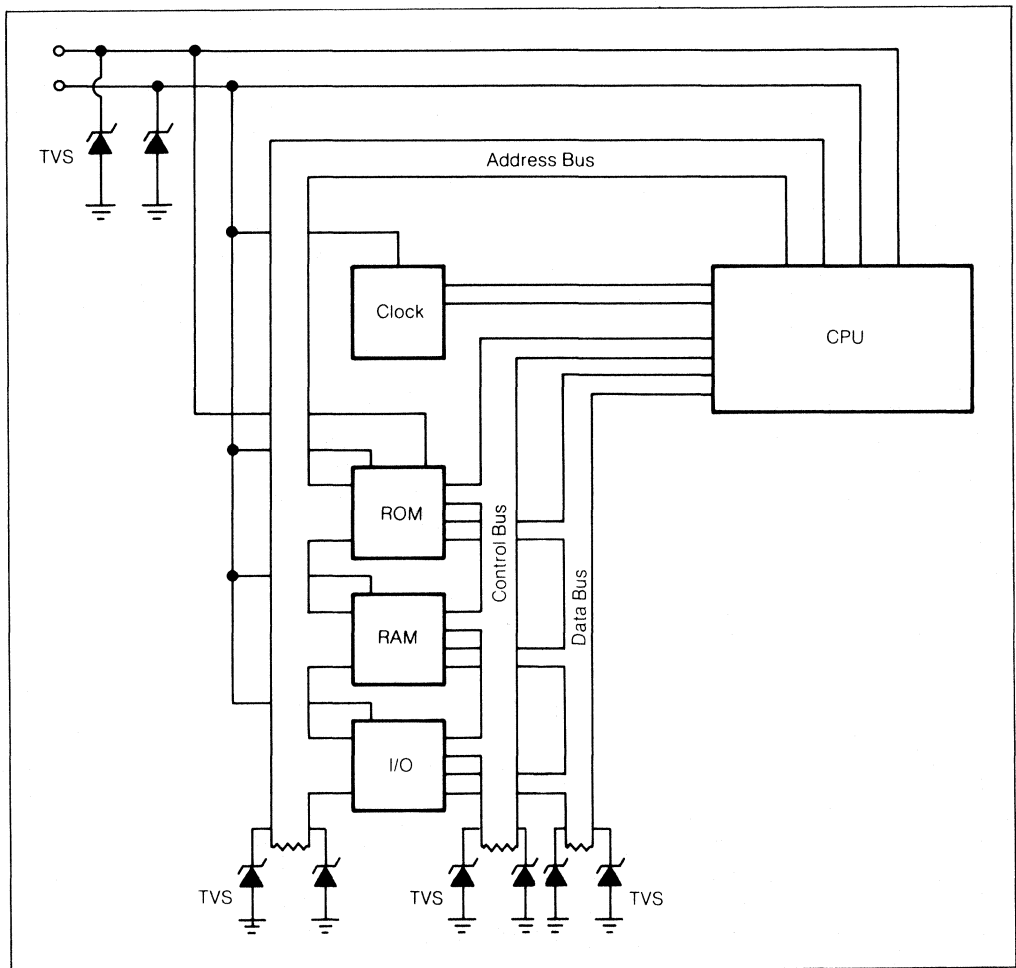 TVS
Address Bus
Clock
CPU
ROM
Control Bus
RAM
Data Bus
I/O
TVS
TVS
TVS